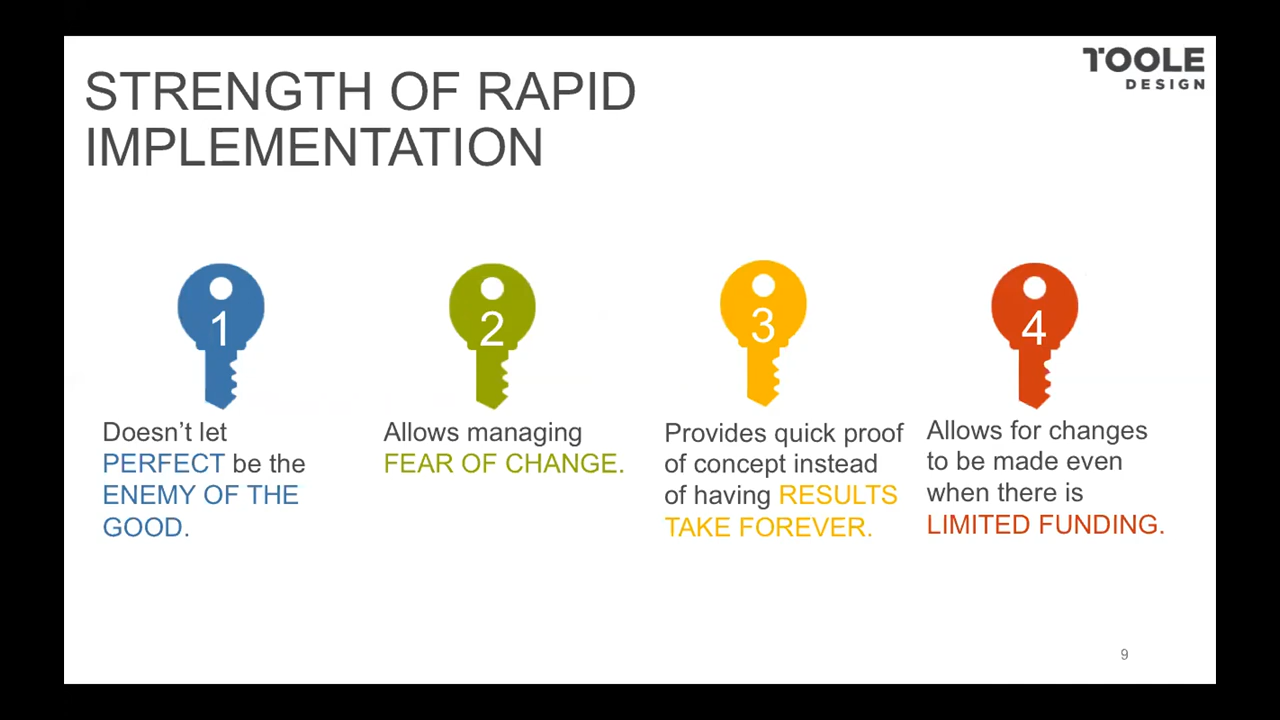 STRENGTH OF RAPID
IMPLEMENTATION
TOOLE
DESIGN
1
Doesn’t let
PERFECT be the
ENEMY OF THE
GOOD.
2
Allows managing
FEAR OF CHANGE.
3
Provides quick proof
of concept instead
of having RESULTS
TAKE FOREVER.
4
Allows for changes
to be made even
when there is
LIMITED FUNDING.
9